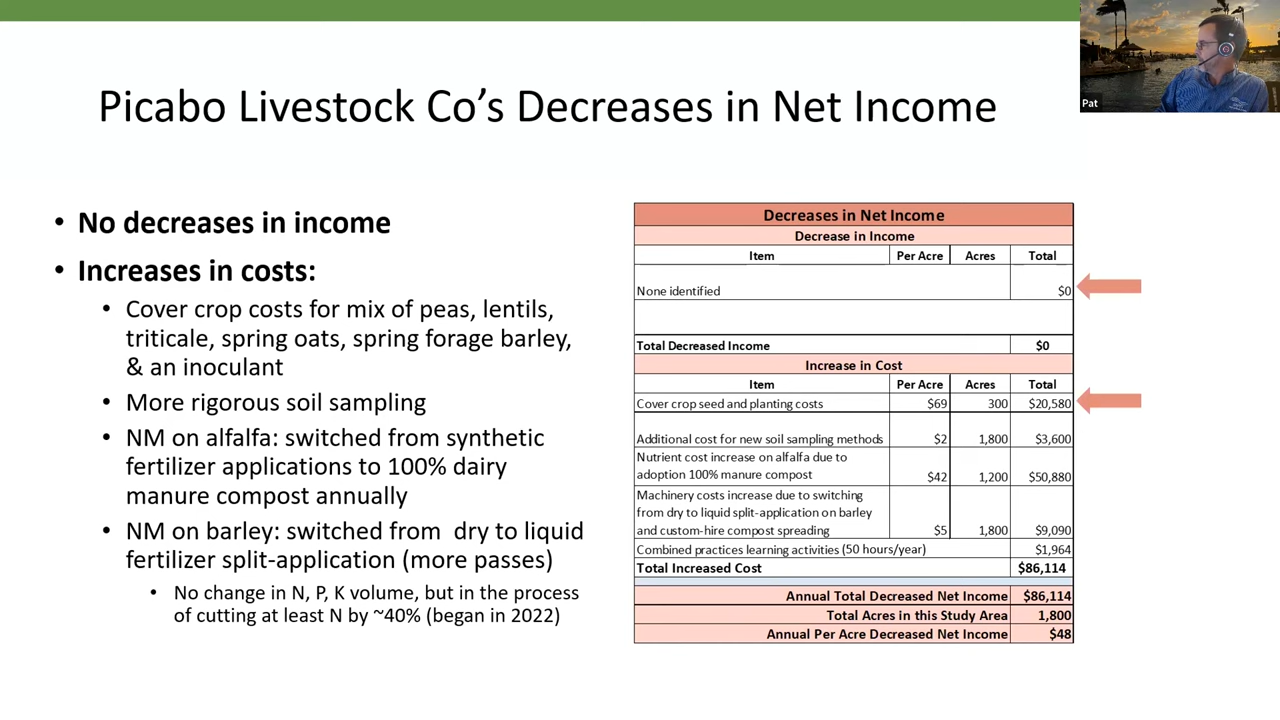 Picabo Livestock Co's Decreases in Net Income
Pat
• No decreases in income
• Increases in costs:
• Cover crop costs for mix of peas, lentils,
triticale, spring oats, spring forage barley,
& an inoculant
• More rigorous soil sampling
• NM on alfalfa: switched from synthetic
fertilizer applications to 100% dairy
manure compost annually
• NM on barley: switched from dry to liquid
fertilizer split-application (more passes)
• No change in N, P, K volume, but in the process
of cutting at least N by ~40% (began in 2022)
Decreases in Net Income
Decrease in Income
Item Per Acre Acres Total
None identified $0
Total Decreased Income $0
Increase in Cost
Item Per Acre Acres Total
Cover crop seed and planting costs $69 300 $20,580
Additional cost for new soil sampling methods $2 1,800 $3,600
Nutrient cost increase on alfalfa due to
adoption 100% manure compost $42 1,200 $50,880
Machinery costs increase due to switching
from dry to liquid split-application on barley
and custom-hire compost spreading $5 1,800 $9,090
Combined practices learning activities (50 hours/year) $1,964
Total Increased Cost $86,114
Annual Total Decreased Net Income $86,114
Total Acres in this Study Area 1,800
Annual Per Acre Decreased Net Income $48